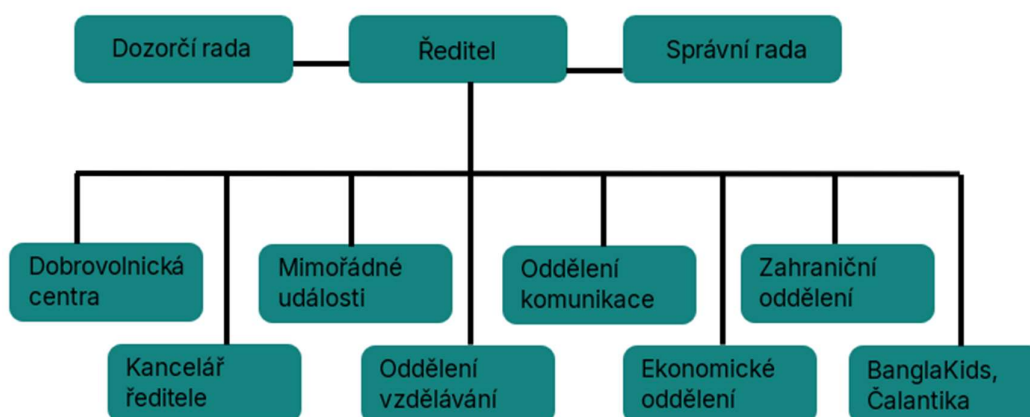 Dozorčí rada
Ředitel
Správní rada
Dobrovolnická
centra
Mimořádné
události
Oddělení
komunikace
Zahraniční
oddělení
Kancelář
ředitele
Oddělení
vzdělávání
Ekonomické
oddělení
BanglaKids,
Čalantika